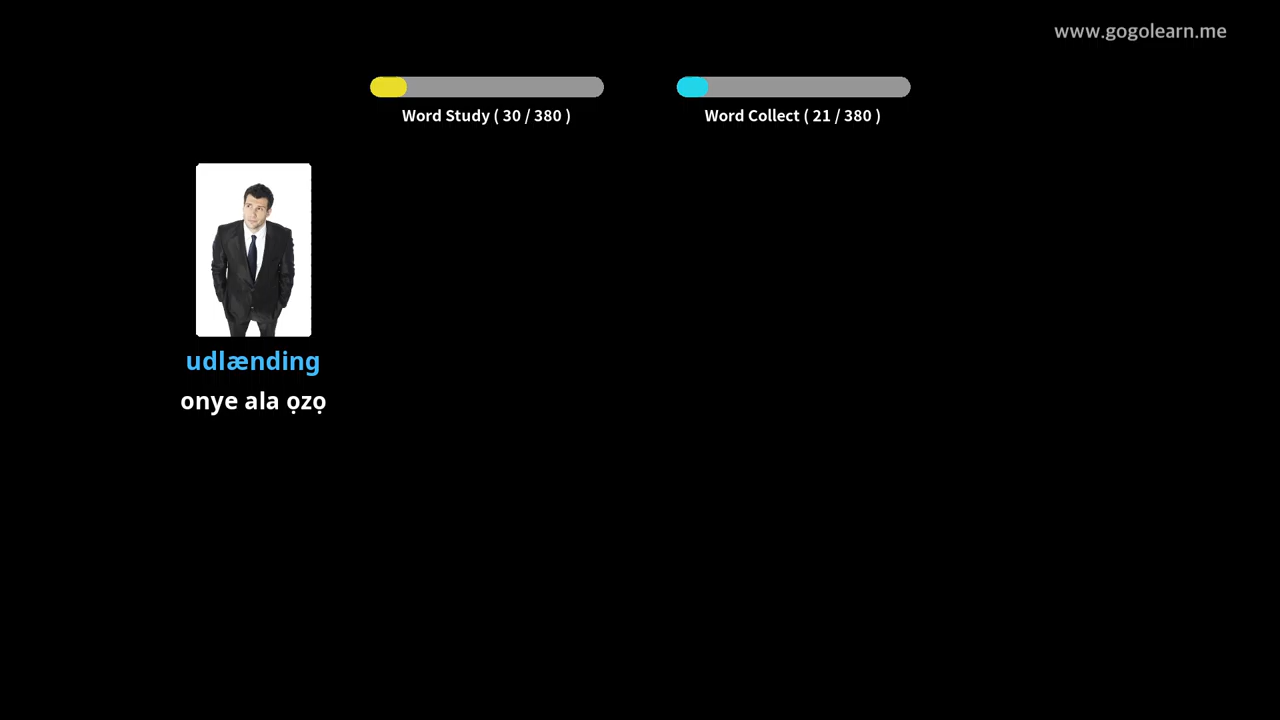 www.gogolearn.me
Word Study ( 30 / 380 )
Word Collect ( 21 / 380 )
udlænding
onye ala ọzọ